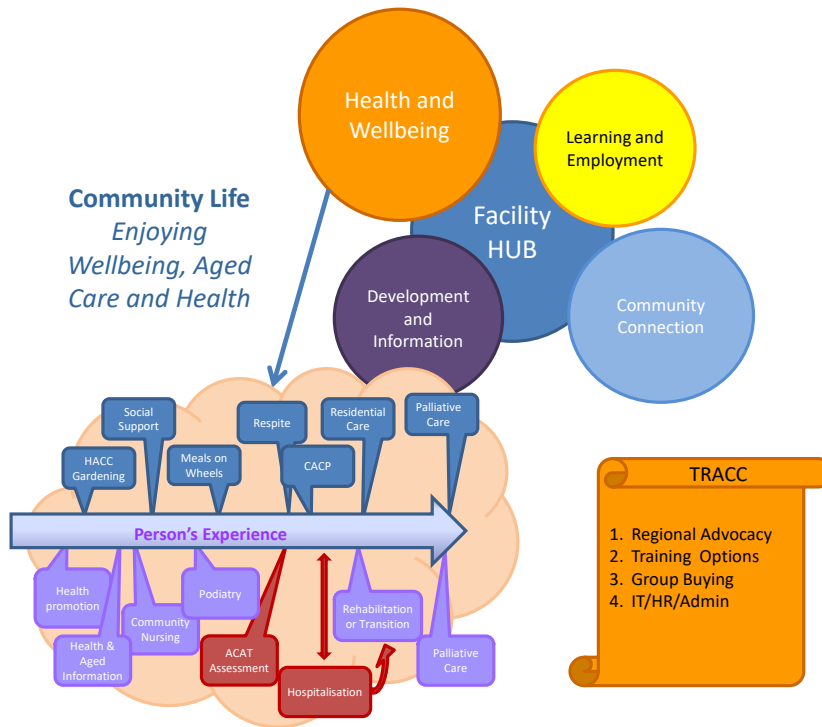 Health and
Wellbeing
Learning and
Employment
Facility
HUB
Community Life
Enjoying
Wellbeing, Aged
Care and Health
Development
and
Information
Community
Connection
Social
Support
Respite
Residential
Care
Palliative
Care
HACC
Gardening
Meals on
Wheels
CACP
Person's Experience
Health
promotion
Podiatry
Community
Nursing
Rehabilitation
or Transition
Health &
Aged
Information
ACAT
Assessment
Palliative
Care
Hospitalisation
TRACC
1. Regional Advocacy
2. Training Options
3. Group Buying
4. IT/HR/Admin